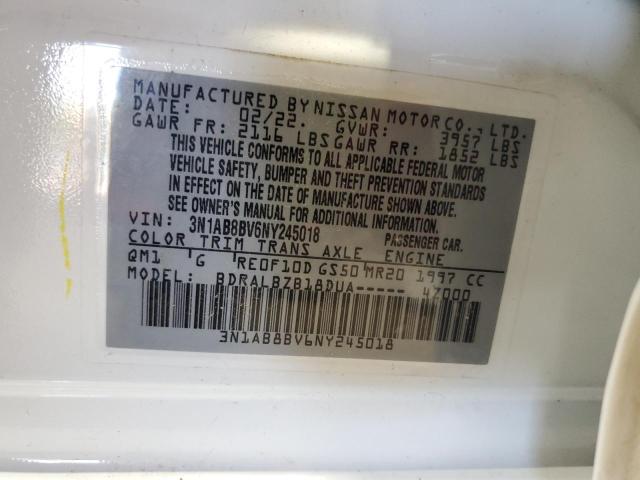 MANUFACTURED BY NISSAN MOTOR CO., LTD.
DATE: 02/22. GVWR: 3957 LBS
GAWR FR: 2116 LBS GAWR RR: 1852 LBS
THIS VEHICLE CONFORMS TO ALL APPLICABLE FEDERAL MOTOR
VEHICLE SAFETY, BUMPER AND THEFT PREVENTION STANDARDS
IN EFFECT ON THE DATE OF MANUFACTURE SHOWN ABOVE.
SEE OWNER'S MANUAL FOR ADDITIONAL INFORMATION.
VIN: 3N1AB8BV6NY245018 PASSENGER CAR.
COLOR TRIM TRANS AXLE ENGINE
QM1 G RE0F10D GS50 MR20 1997 CC
MODEL: BDRALBZB18DUA----- 4Z000
3N1AB8BV6NY245018